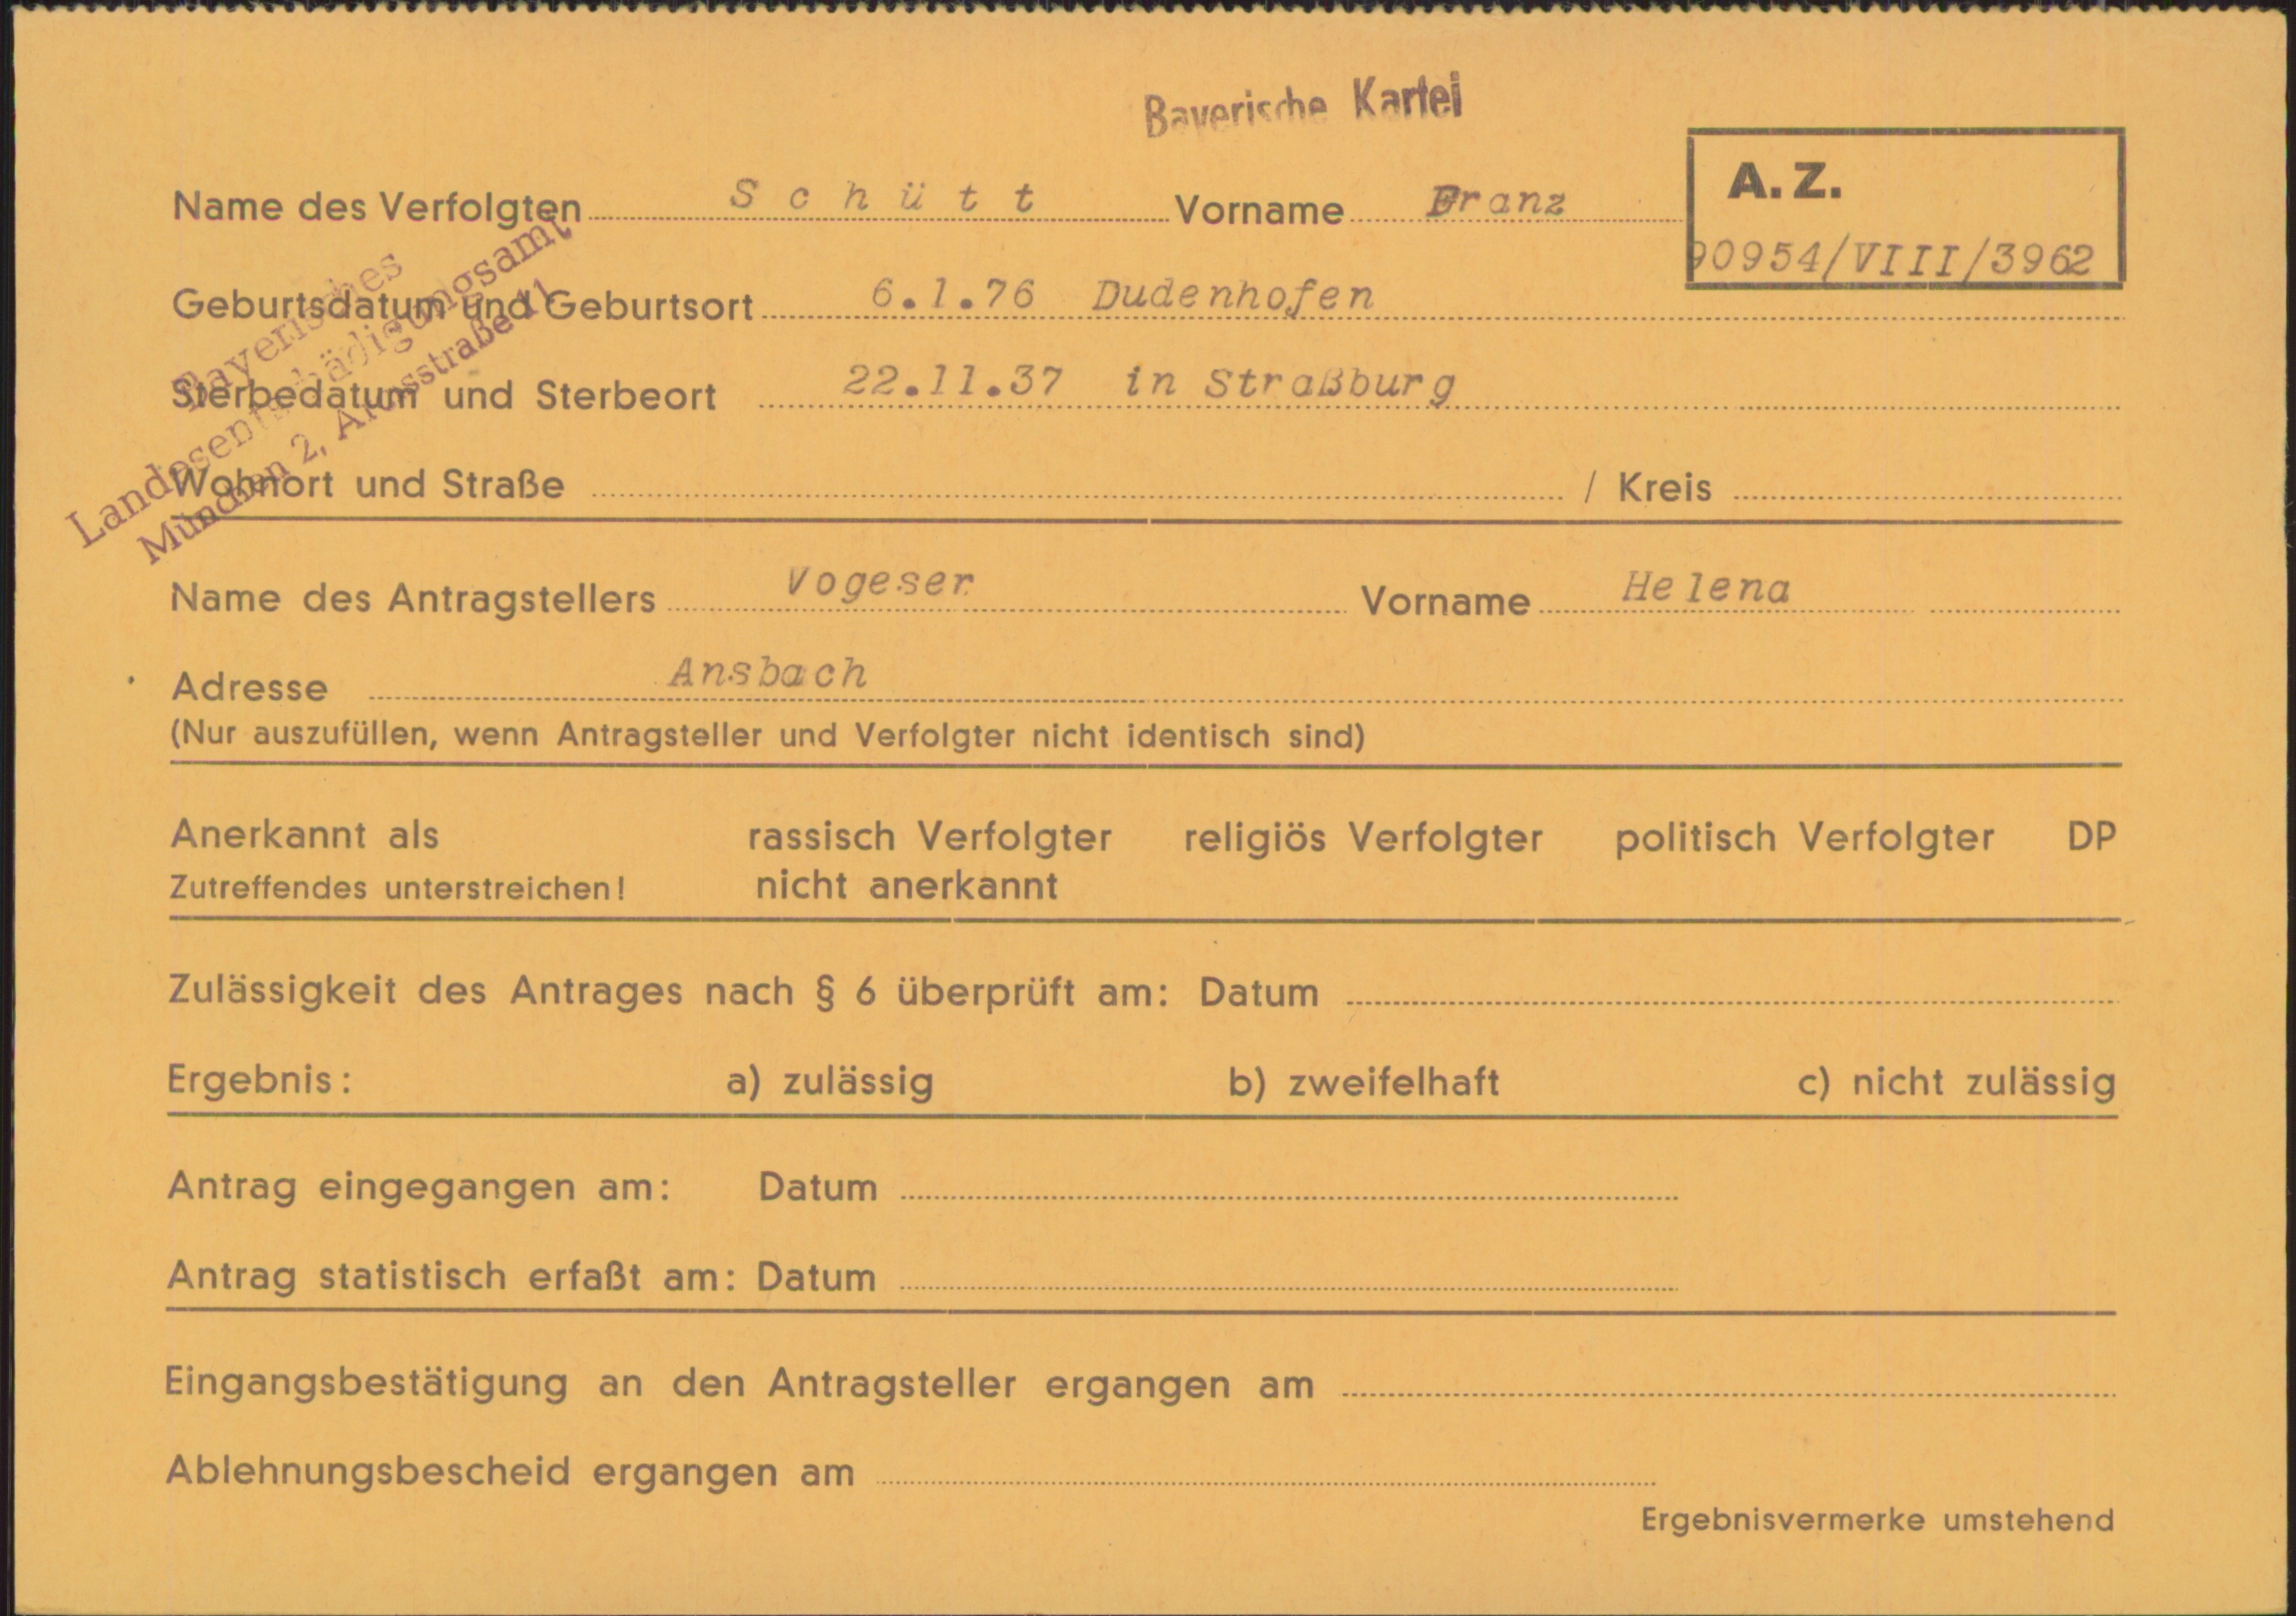 Bayerische Kartei
A. Z.
90954/VIII/3962
Name des Verfolgten Schütt Vorname Franz
Geburtsdatum und Geburtsort 6.1.76 Dudenhofen
Sterbedatum und Sterbeort 22.11.37 in Straßburg
Wohnort und Straße / Kreis
Bayerisches
Landesentschädigungsamt
München 2, Arcisstraße 11
Name des Antragstellers Vogeser Vorname Helena
Adresse Ansbach
(Nur auszufüllen, wenn Antragsteller und Verfolgter nicht identisch sind)
Anerkannt als rassisch Verfolgter religiös Verfolgter politisch Verfolgter DP
Zutreffendes unterstreichen! nicht anerkannt
Zulässigkeit des Antrages nach § 6 überprüft am: Datum
Ergebnis: a) zulässig b) zweifelhaft c) nicht zulässig
Antrag eingegangen am: Datum
Antrag statistisch erfaßt am: Datum
Eingangsbestätigung an den Antragsteller ergangen am
Ablehnungsbescheid ergangen am
Ergebnisvermerke umstehend